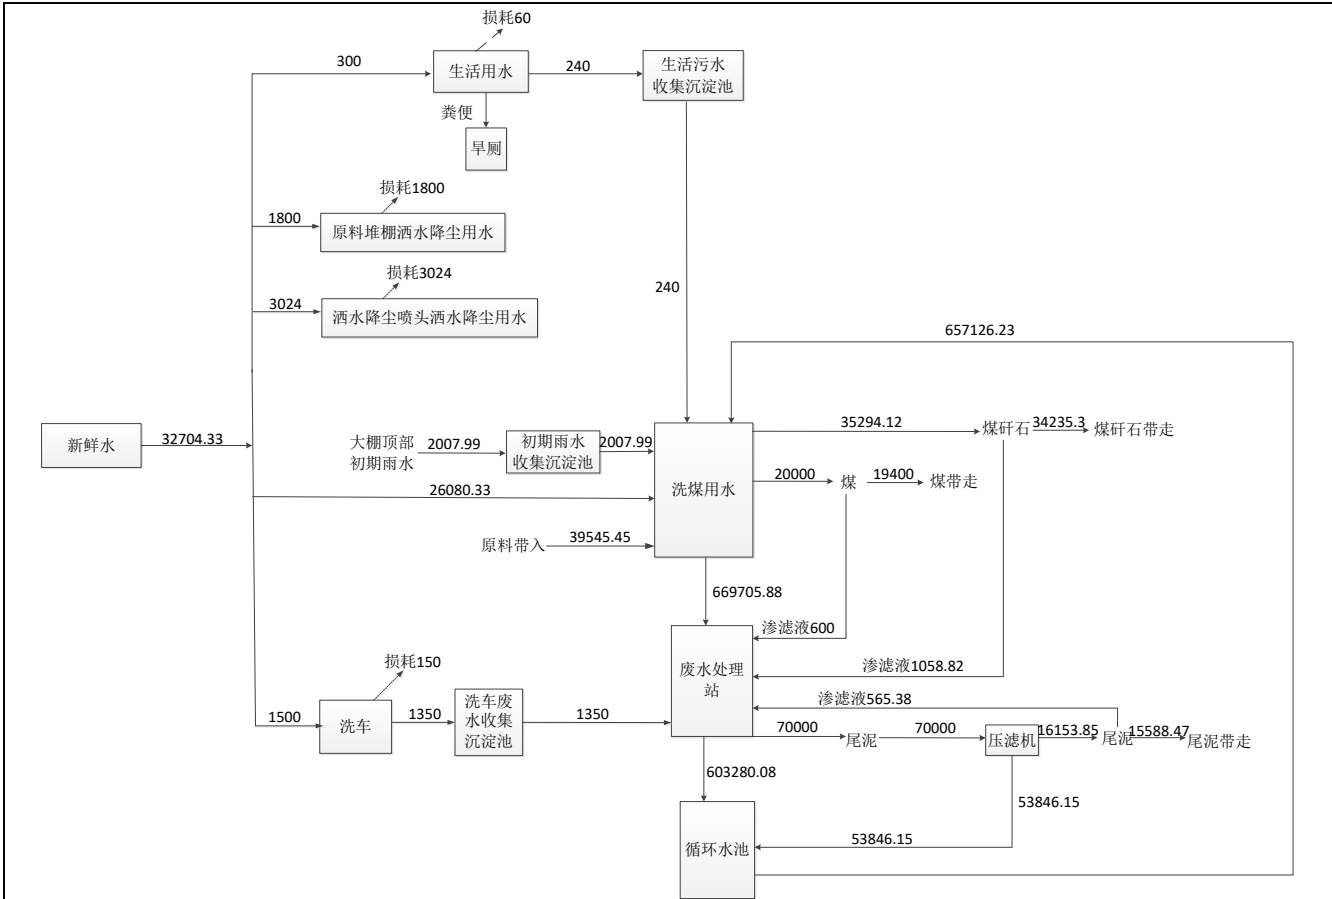 损耗60
300
生活用水
240
生活污水
收集沉淀池
粪便
旱厕
损耗1800
1800
原料堆棚洒水降尘用水
损耗3024
3024
洒水降尘喷头洒水降尘用水
240
657126.23
新鲜水
32704.33
大棚顶部
初期雨水
2007.99
初期雨水
收集沉淀池
2007.99
洗煤用水
35294.12
煤矸石
34235.3
煤矸石带走
20000
煤
19400
煤带走
26080.33
原料带入
39545.45
669705.88
渗滤液600
废水处理
站
渗滤液1058.82
渗滤液565.38
损耗150
1500
洗车
1350
洗车废
水收集
沉淀池
1350
70000
尾泥
70000
压滤机
16153.85
尾泥
15588.47
尾泥带走
603280.08
53846.15
循环水池
53846.15